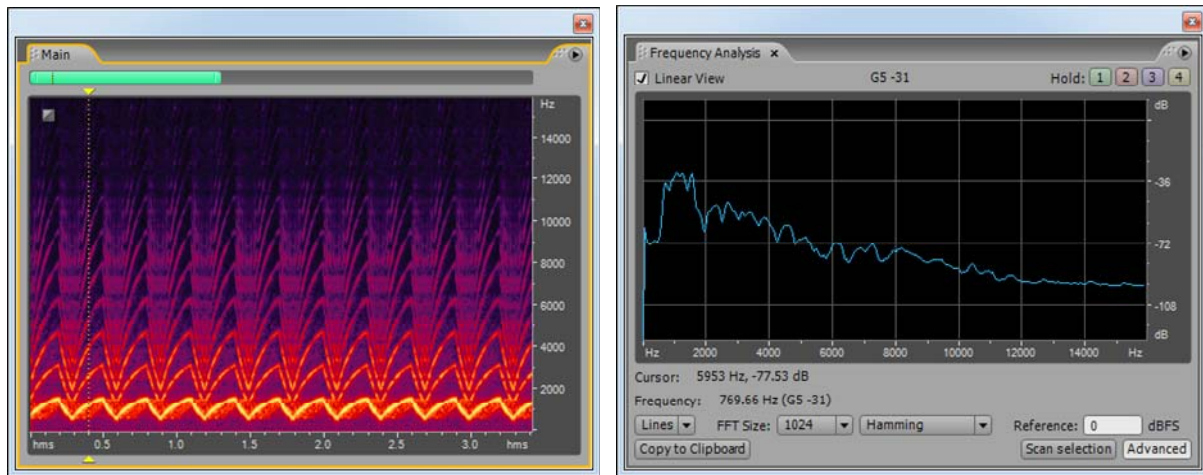 Main
Hz
14000
12000
10000
8000
6000
4000
2000
hms 0.5 1.0 1.5 2.0 2.5 3.0 hms
Frequency Analysis ×
Linear View G5 -31 Hold: 1 2 3 4
dB
-36
-72
-108
dB
Hz 2000 4000 6000 8000 10000 12000 14000 Hz
Cursor: 5953 Hz, -77.53 dB
Frequency: 769.66 Hz (G5 -31)
Lines FFT Size: 1024 Hamming Reference: 0 dBFS
Copy to Clipboard Scan selection Advanced